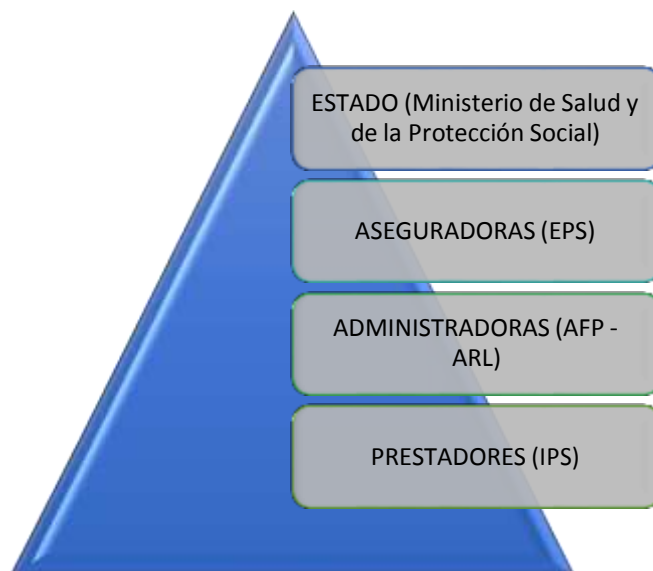 ESTADO (Ministerio de Salud y
de la Protección Social)
ASEGURADORAS (EPS)
ADMINISTRADORAS (AFP -
ARL)
PRESTADORES (IPS)